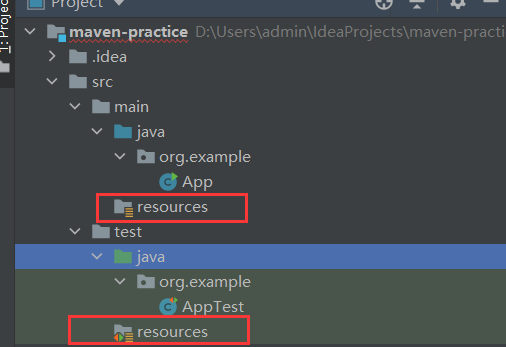 Project
1: Project
maven-practice D:\Users\admin\IdeaProjects\maven-practi
.idea
src
main
java
org.example
App
resources
test
java
org.example
AppTest
resources